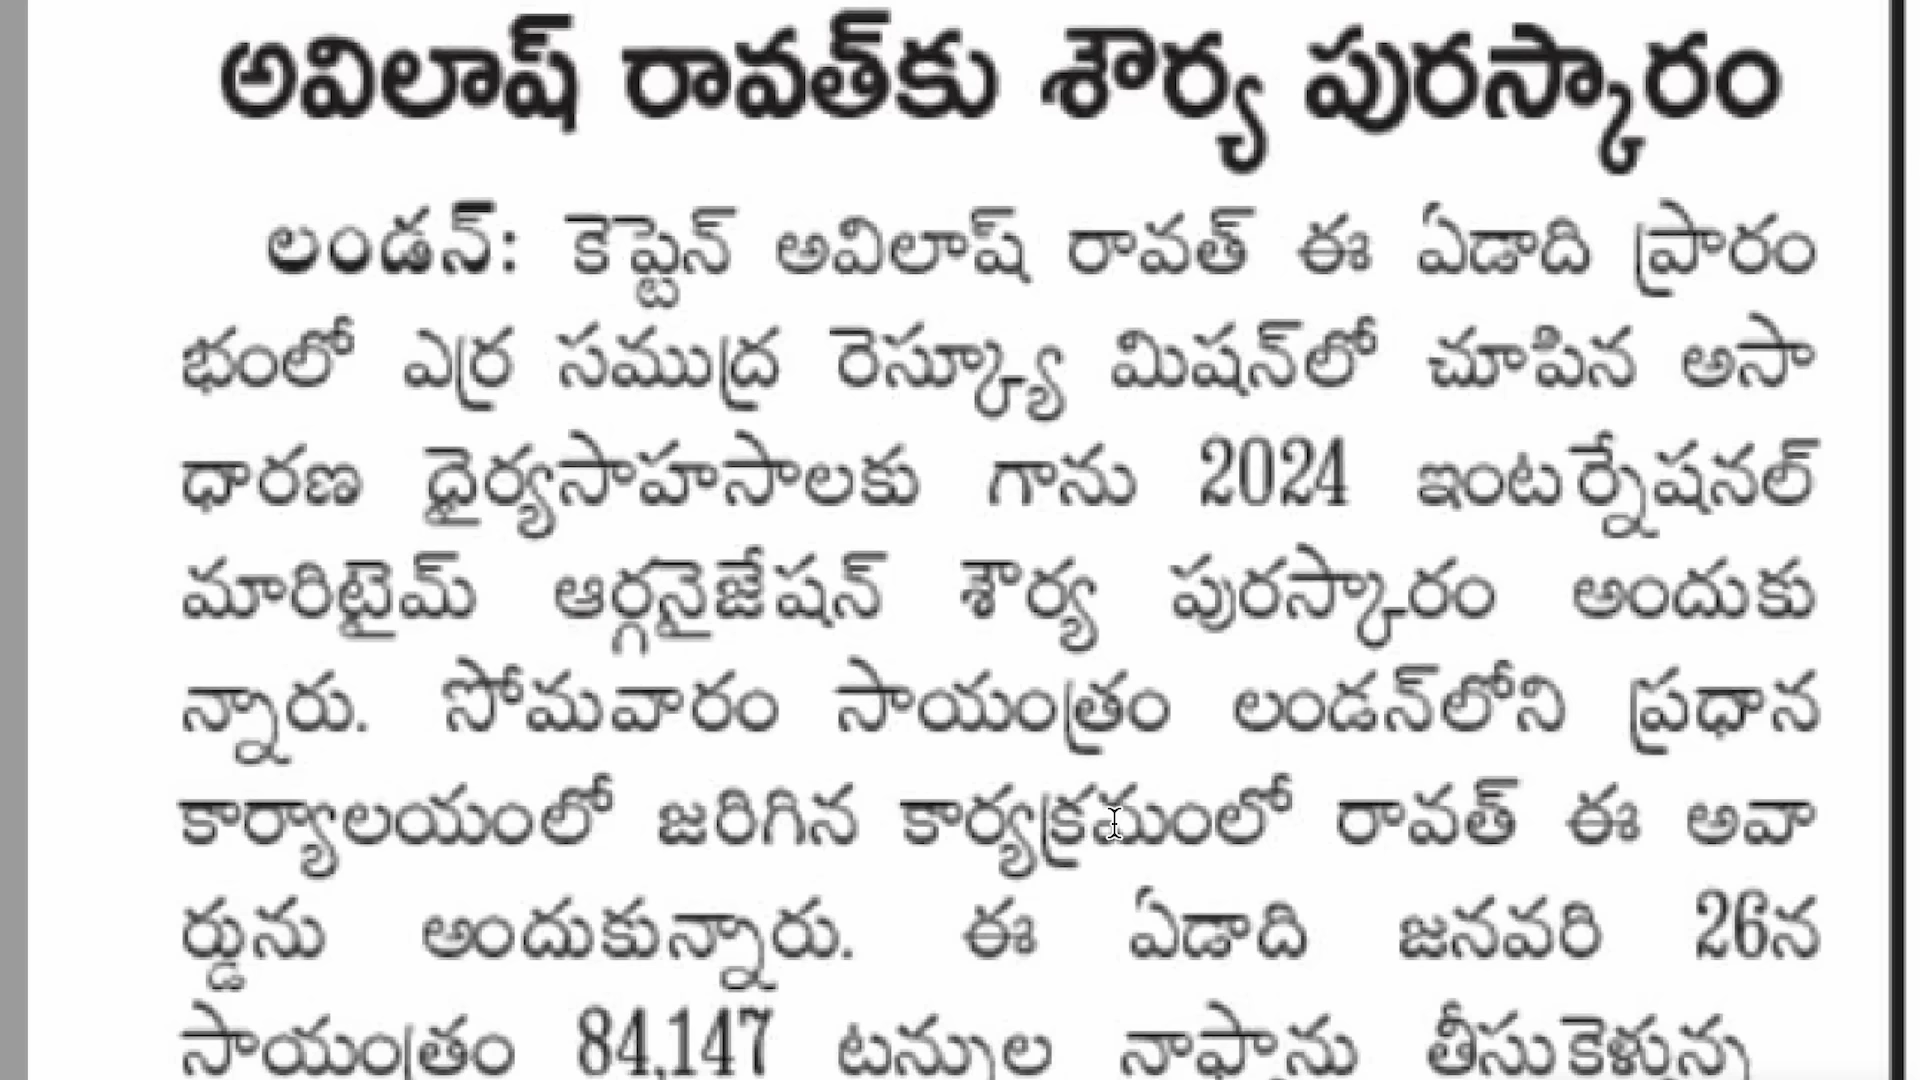 అవిలాష్ రావత్‌కు శౌర్య పురస్కారం
లండన్: కెప్టెన్ అవిలాష్ రావత్ ఈ ఏడాది ప్రారం
భంలో ఎర్ర సముద్ర రెస్క్యూ మిషన్‌లో చూపిన అసా
ధారణ ధైర్యసాహసాలకు గాను 2024 ఇంటర్నేషనల్
మారిటైమ్ ఆర్గనైజేషన్ శౌర్య పురస్కారం అందుకు
న్నారు. సోమవారం సాయంత్రం లండన్‌లోని ప్రధాన
కార్యాలయంలో జరిగిన కార్యక్రమంలో రావత్ ఈ అవా
ర్డును అందుకున్నారు. ఈ ఏడాది జనవరి 26న
సాయంత్రం 84,147 టన్నుల నాఫ్తాను తీసుకెళుతున్న